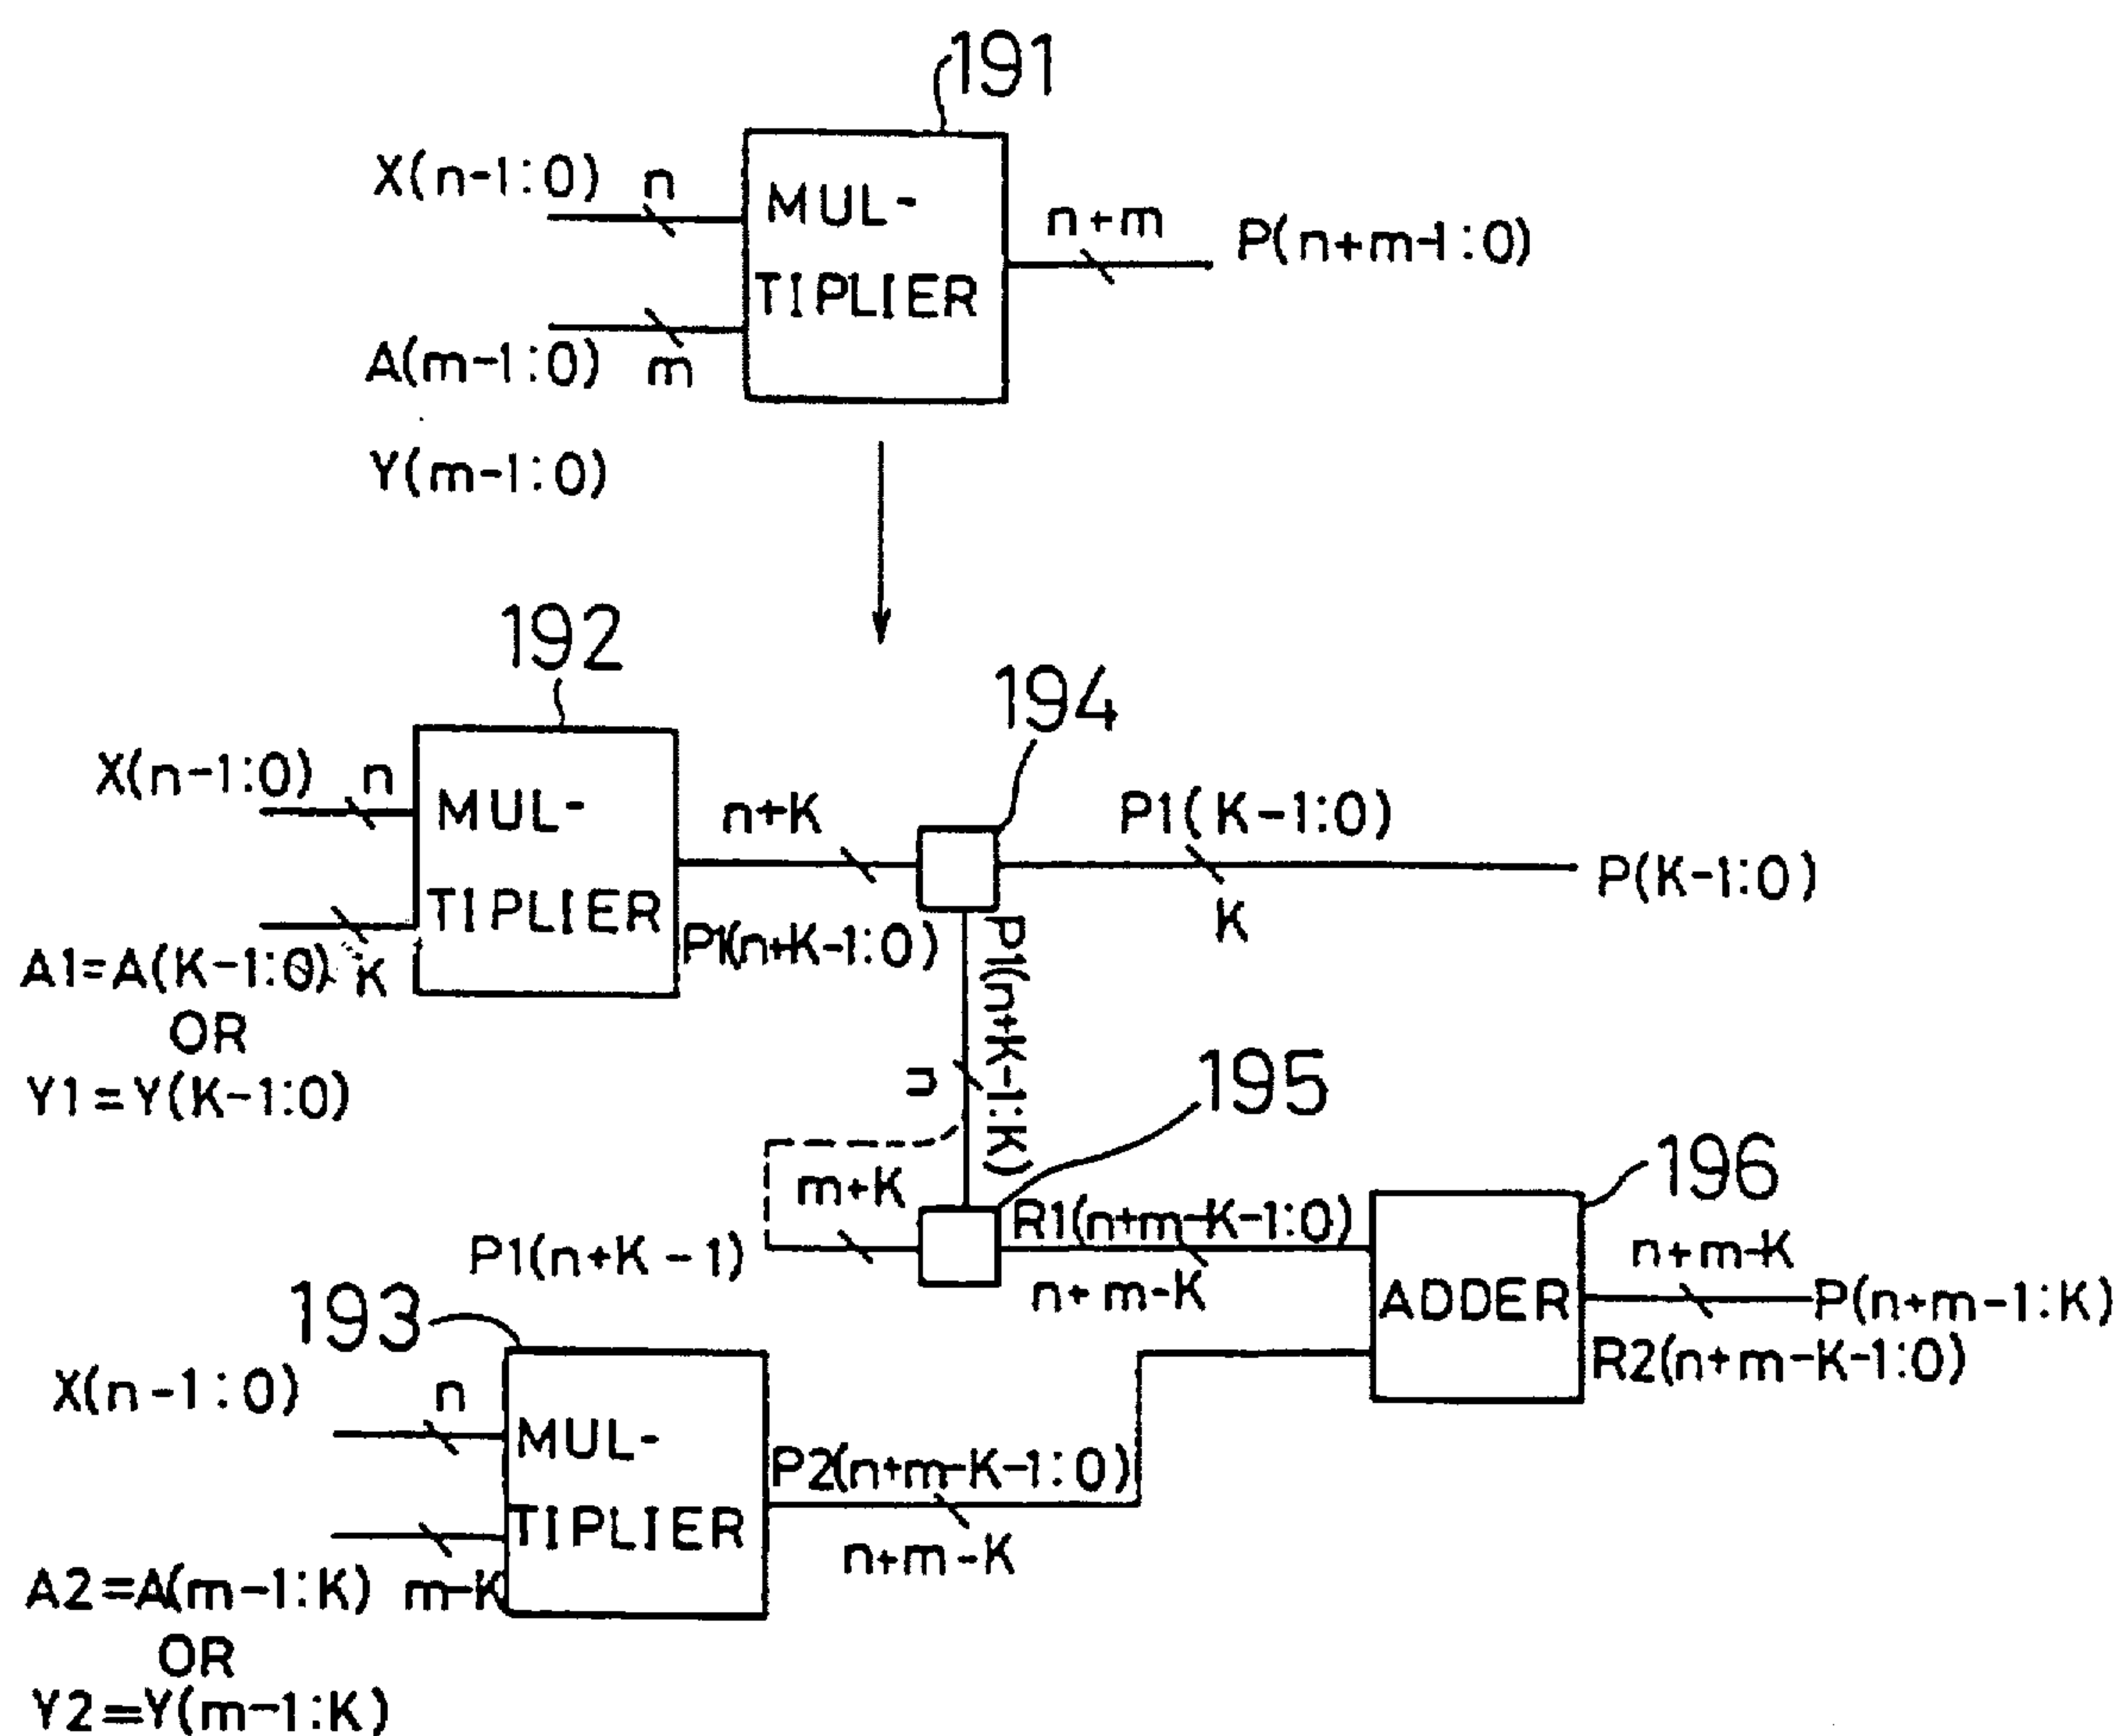 191
X(n-1:0) n
MUL-
TIPLIER
n+m
P(n+m-1:0)
A(m-1:0) m
Y(m-1:0)
192
194
X(n-1:0) n
MUL-
TIPLIER
n+K
P1(n+K-1:0)
P1(K-1:0)
K
P(K-1:0)
A1=A(K-1:0) K
OR
Y1=Y(K-1:0)
P1(n+K-1:K)
n
195
m+K
P1(n+K-1)
R1(n+m-K-1:0)
n+m-K
196
ADDER
n+m-K
P(n+m-1:K)
R2(n+m-K-1:0)
193
X(n-1:0) n
MUL-
TIPLIER
P2(n+m-K-1:0)
n+m-K
A2=A(m-1:K) m-K
OR
Y2=Y(m-1:K)